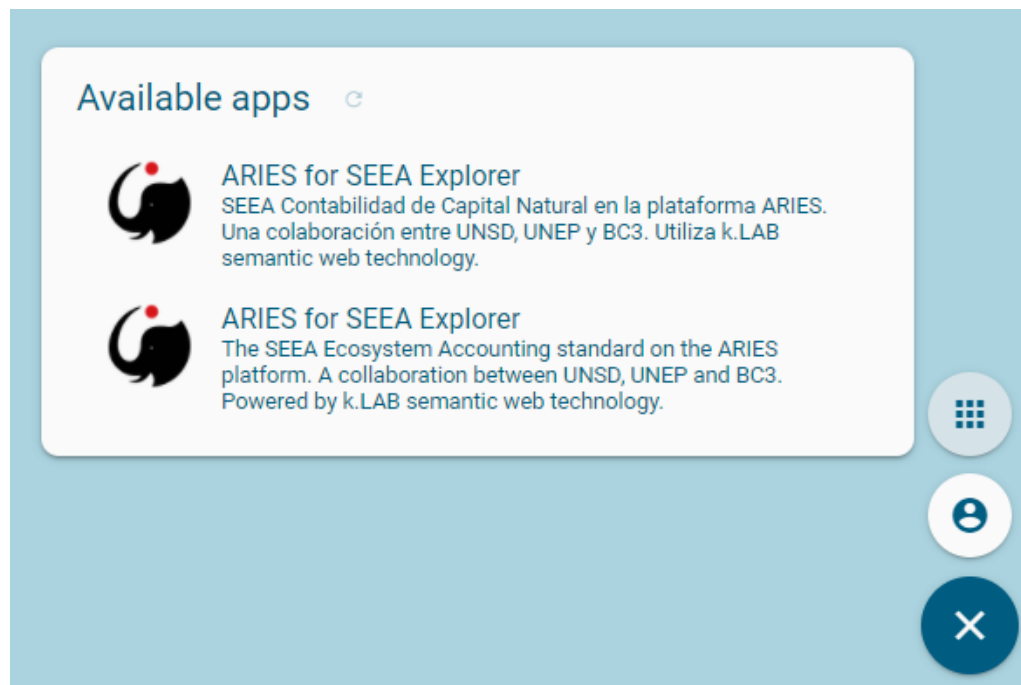 Available apps
ARIES for SEEA Explorer
SEEA Contabilidad de Capital Natural en la plataforma ARIES.
Una colaboración entre UNSD, UNEP y BC3. Utiliza k.LAB
semantic web technology.
ARIES for SEEA Explorer
The SEEA Ecosystem Accounting standard on the ARIES
platform. A collaboration between UNSD, UNEP and BC3.
Powered by k.LAB semantic web technology.